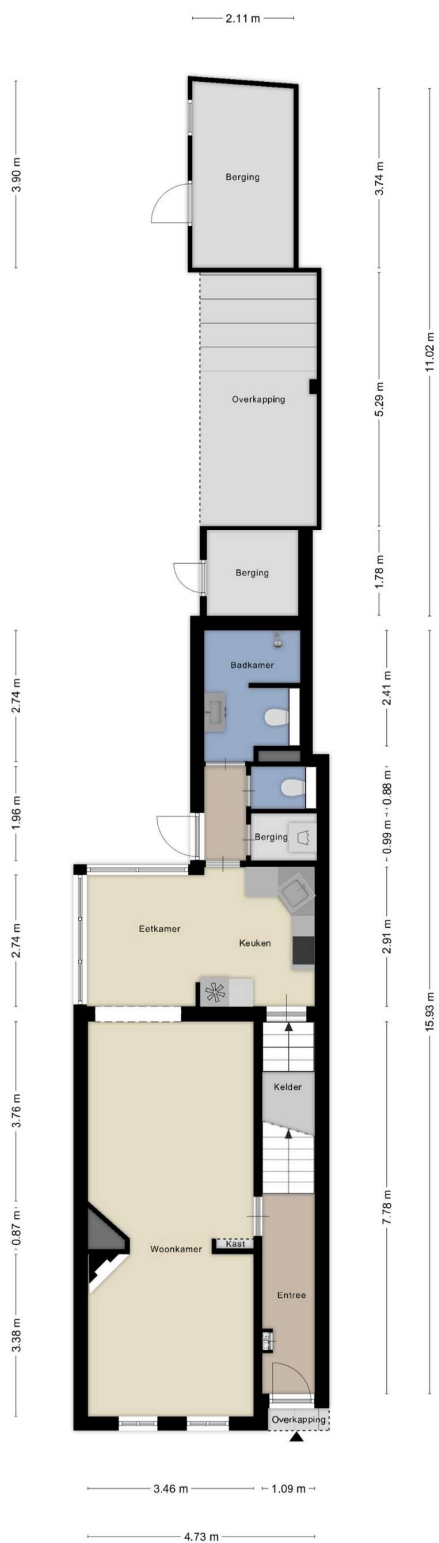 2.11 m
Berging
3.90 m
3.74 m
11.02 m
Overkapping
5.29 m
Berging
1.78 m
Badkamer
2.74 m
2.41 m
0.88 m
1.96 m
Berging
0.99 m
Eetkamer
Keuken
2.74 m
2.91 m
15.93 m
Kelder
3.76 m
7.78 m
0.87 m
Kast
Woonkamer
Entree
3.38 m
Overkapping
3.46 m
1.09 m
4.73 m